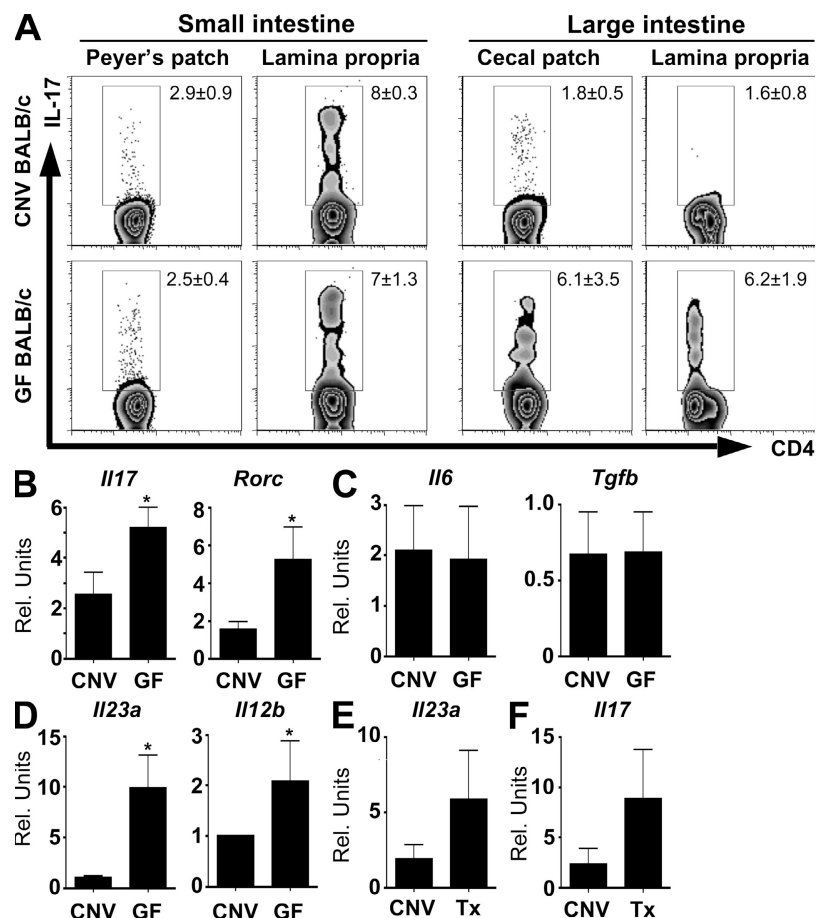 A
Small intestine
Large intestine
Peyer's patch
Lamina propria
Cecal patch
Lamina propria
CNV BALB/c
IL-17
2.9±0.9
8±0.3
1.8±0.5
1.6±0.8
GF BALB/c
2.5±0.4
7±1.3
6.1±3.5
6.2±1.9
CD4
B
Il17
Rorc
C
Il6
Tgfb
Rel. Units
6
4
2
0
*
CNV GF
8
6
4
2
0
*
CNV GF
Rel. Units
3
2
1
0
CNV GF
1.0
0.5
0
CNV GF
D
Il23a
Il12b
E
Il23a
F
Il17
Rel. Units
15
10
5
0
*
CNV GF
3
2
1
0
*
CNV GF
Rel. Units
10
5
0
CNV Tx
Rel. Units
15
10
5
0
CNV Tx